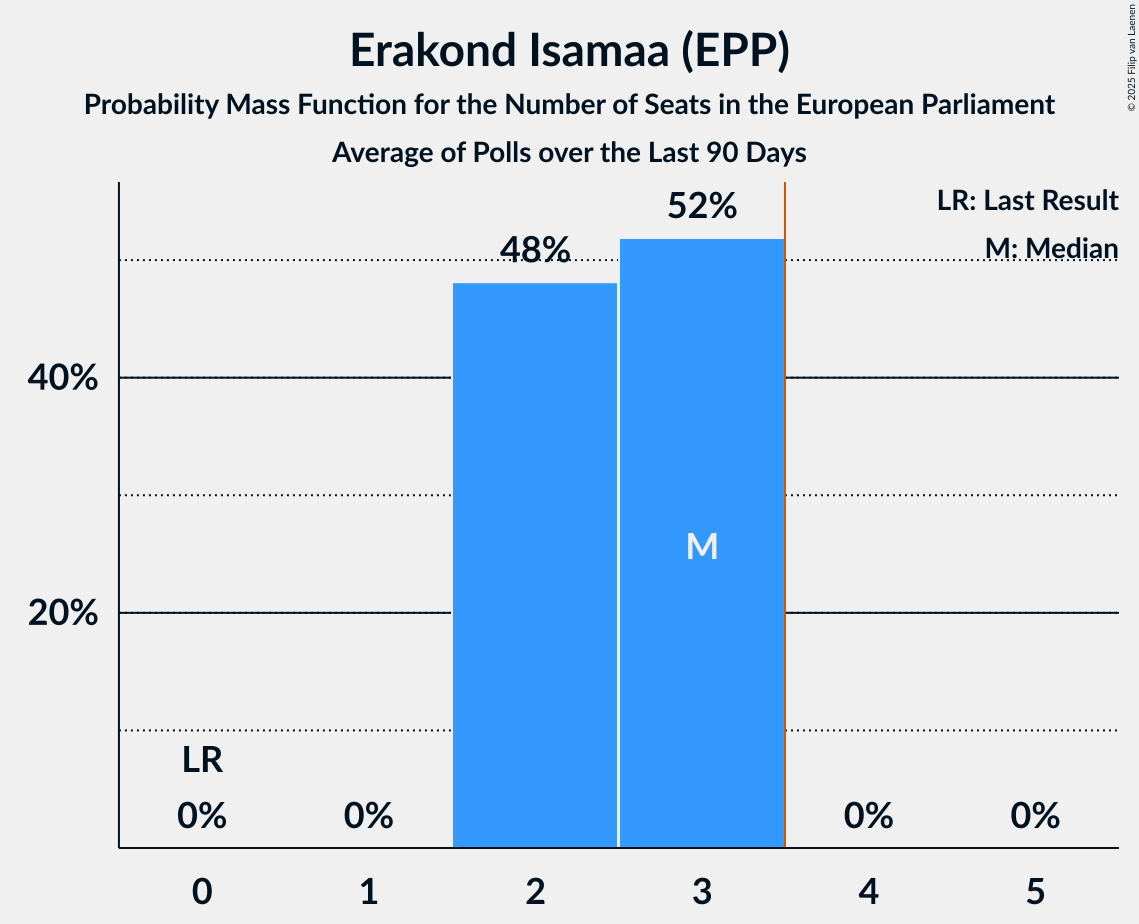 Erakond Isamaa (EPP)
Probability Mass Function for the Number of Seats in the European Parliament
Average of Polls over the Last 90 Days
© 2025 Filip van Laenen
LR: Last Result
M: Median
52%
48%
40%
20%
M
LR
0%
0%
0%
0%
0
1
2
3
4
5